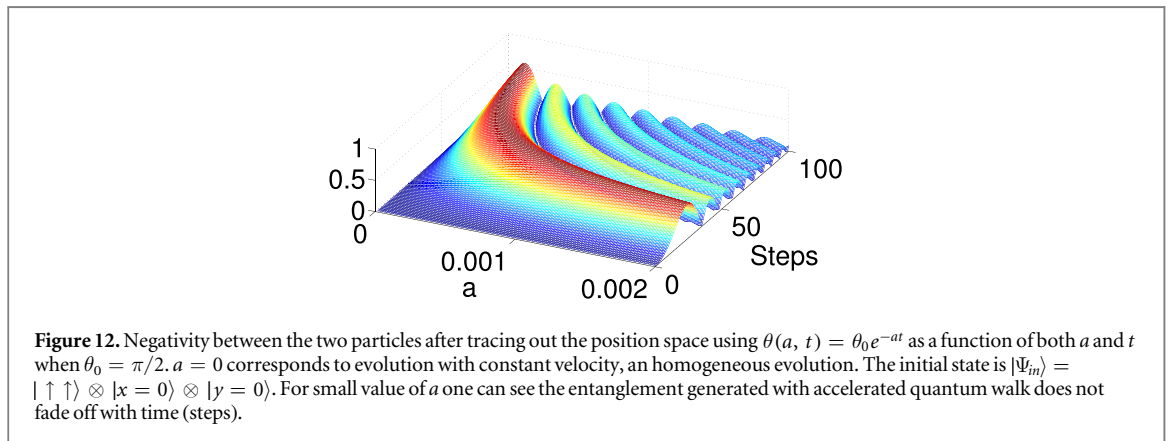 1
0.5
0
0
0.001
a
0.002
0
50
Steps
100
Figure 12. Negativity between the two particles after tracing out the position space using θ(a, t) = θ₀e⁻ᵃᵗ as a function of both a and t
when θ₀ = π/2. a = 0 corresponds to evolution with constant velocity, an homogeneous evolution. The initial state is |Ψᵢₙ⟩ =
| ↑ ↑⟩ ⊗ |x = 0⟩ ⊗ |y = 0⟩. For small value of a one can see the entanglement generated with accelerated quantum walk does not
fade off with time (steps).